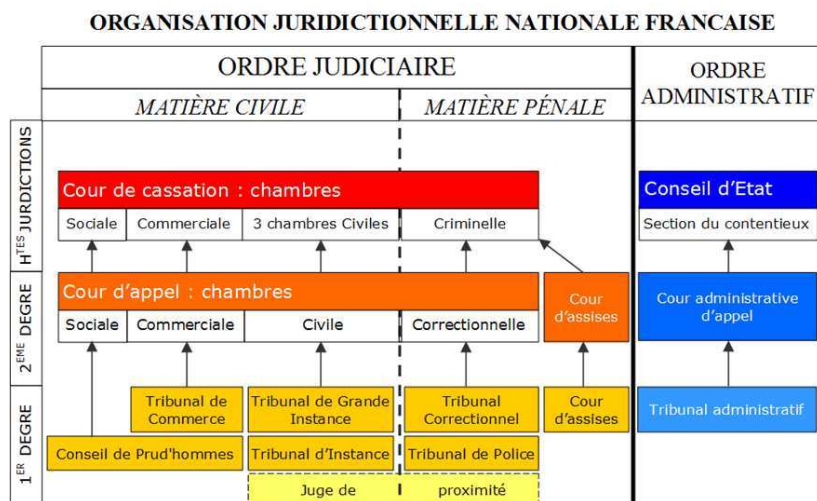 ORGANISATION JURIDICTIONNELLE NATIONALE FRANCAISE
ORDRE JUDICIAIRE
ORDRE
ADMINISTRATIF
MATIÈRE CIVILE
MATIÈRE PÉNALE
HTES JURDICTIONS
Cour de cassation : chambres
Sociale
Commerciale
3 chambres Civiles
Criminelle
Conseil d'Etat
Section du contentieux
2EME DEGRE
Cour d'appel : chambres
Sociale
Commerciale
Civile
Correctionnelle
Cour
d'assises
Cour administrative
d'appel
1ER DEGRE
Tribunal de
Commerce
Tribunal de Grande
Instance
Tribunal
Correctionnel
Cour
d'assises
Tribunal administratif
Conseil de Prud'hommes
Tribunal d'Instance
Tribunal de Police
Juge de proximité